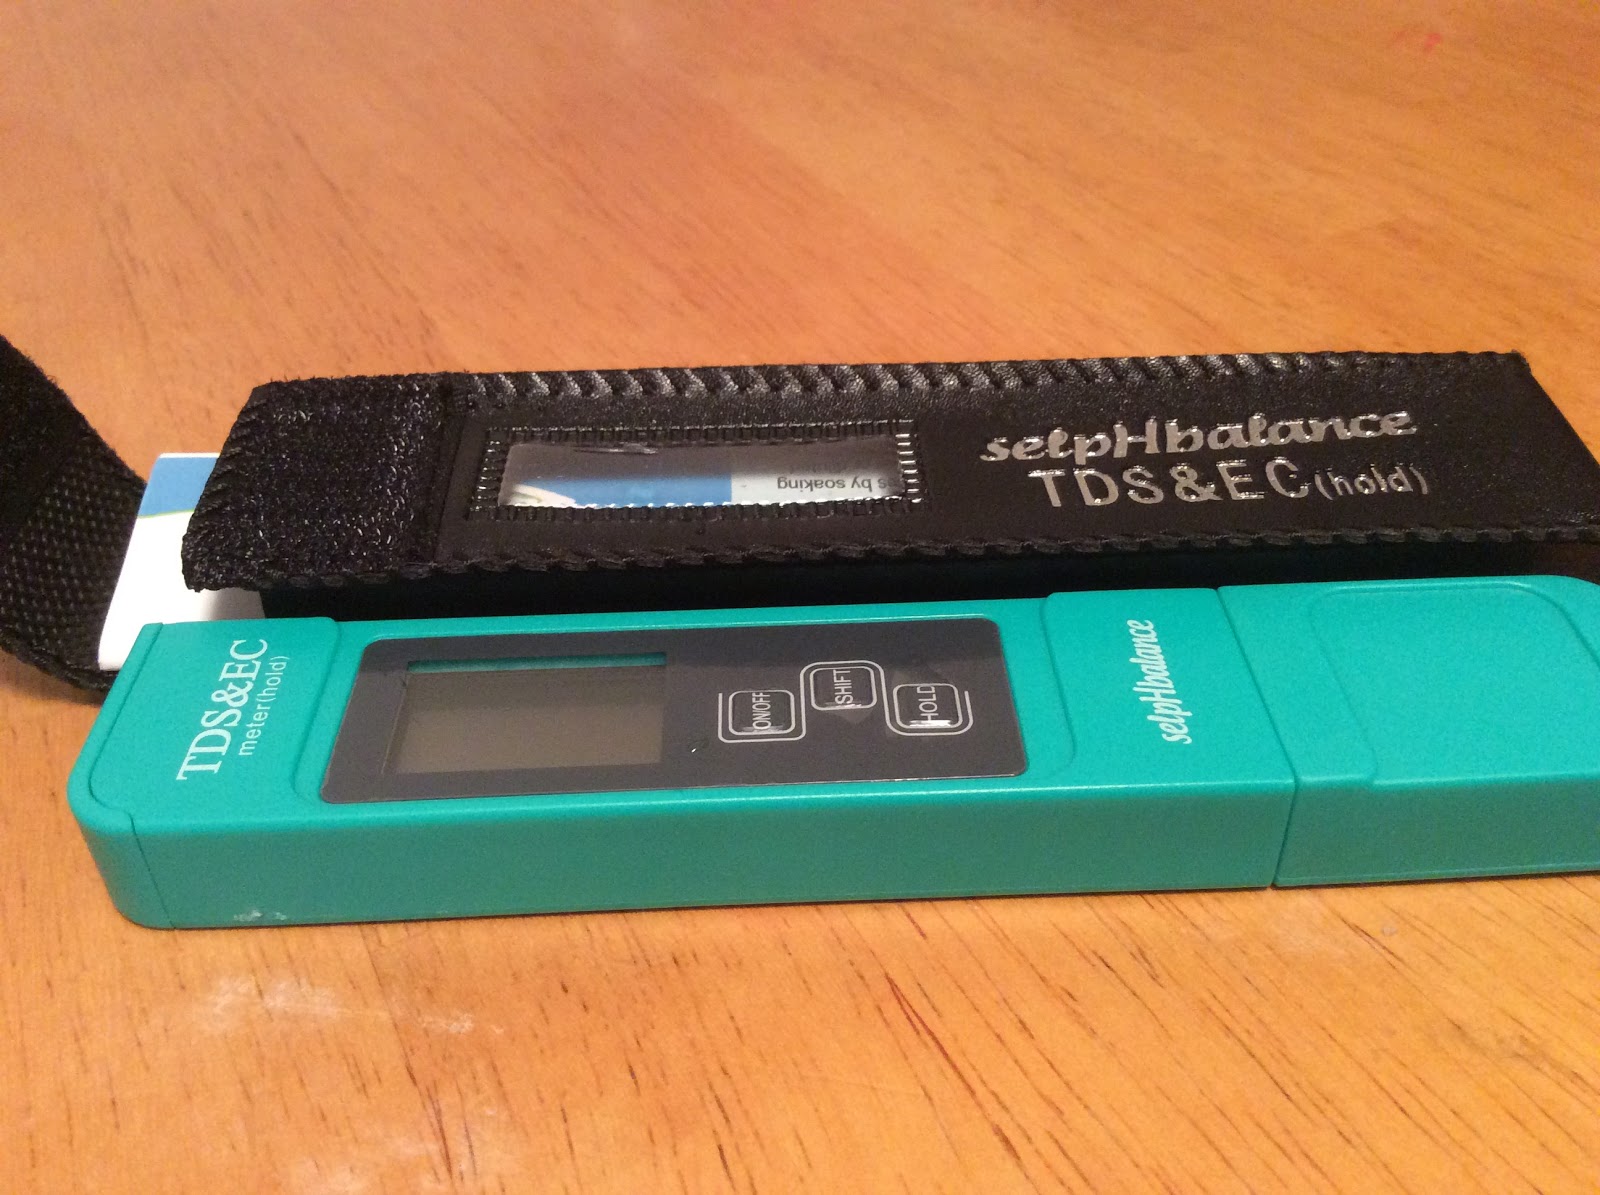 selpHbalance
TDS&EC(hold)
s by soaking
TDS&EC
meter(hold)
ON/OFF
SHIFT
HOLD
selpHbalance